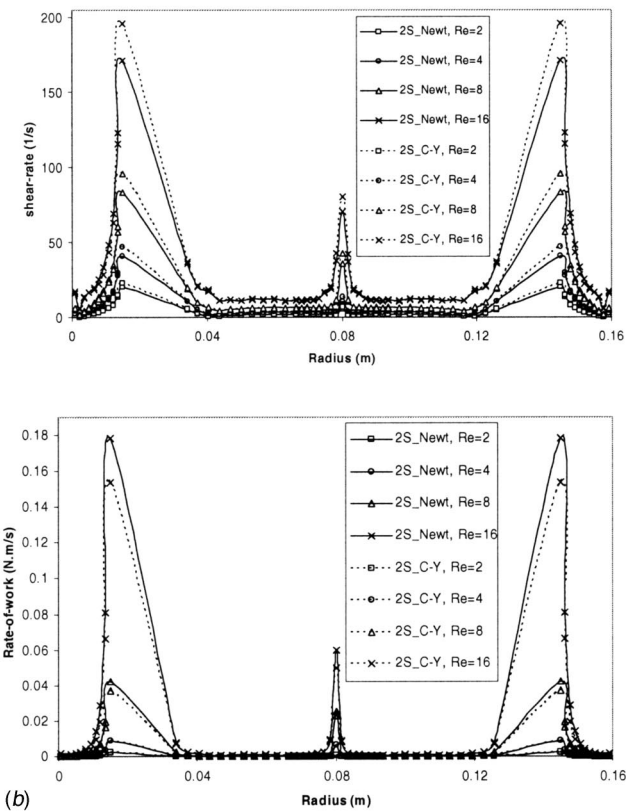 200
150
100
50
0
shear-rate (1/s)
2S_Newt, Re=2
2S_Newt, Re=4
2S_Newt, Re=8
2S_Newt, Re=16
2S_C-Y, Re=2
2S_C-Y, Re=4
2S_C-Y, Re=8
2S_C-Y, Re=16
0 0.04 0.08 0.12 0.16
Radius (m)
0.18
0.16
0.14
0.12
0.1
0.08
0.06
0.04
0.02
0
Rate-of-work (N.m/s)
2S_Newt, Re=2
2S_Newt, Re=4
2S_Newt, Re=8
2S_Newt, Re=16
2S_C-Y, Re=2
2S_C-Y, Re=4
2S_C-Y, Re=8
2S_C-Y, Re=16
0 0.04 0.08 0.12 0.16
Radius (m)
(b)